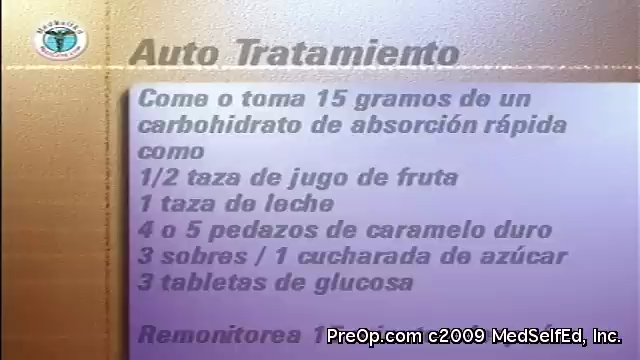 Auto Tratamiento
Come o toma 15 gramos de un
carbohidrato de absorción rápida
como
1/2 taza de jugo de fruta
1 taza de leche
4 o 5 pedazos de caramelo duro
3 sobres / 1 cucharada de azúcar
3 tabletas de glucosa
Remonitorea
PreOp.com c2009 MedSelfEd, Inc.